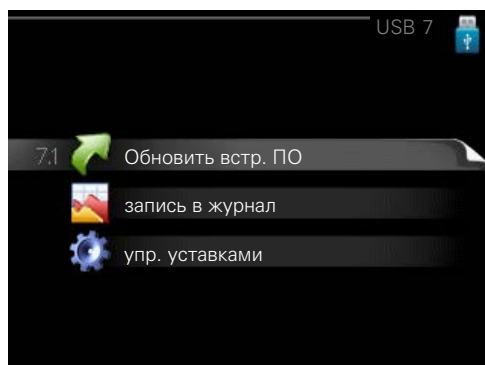 USB 7
7.1 Обновить встр. ПО
запись в журнал
упр. уставками